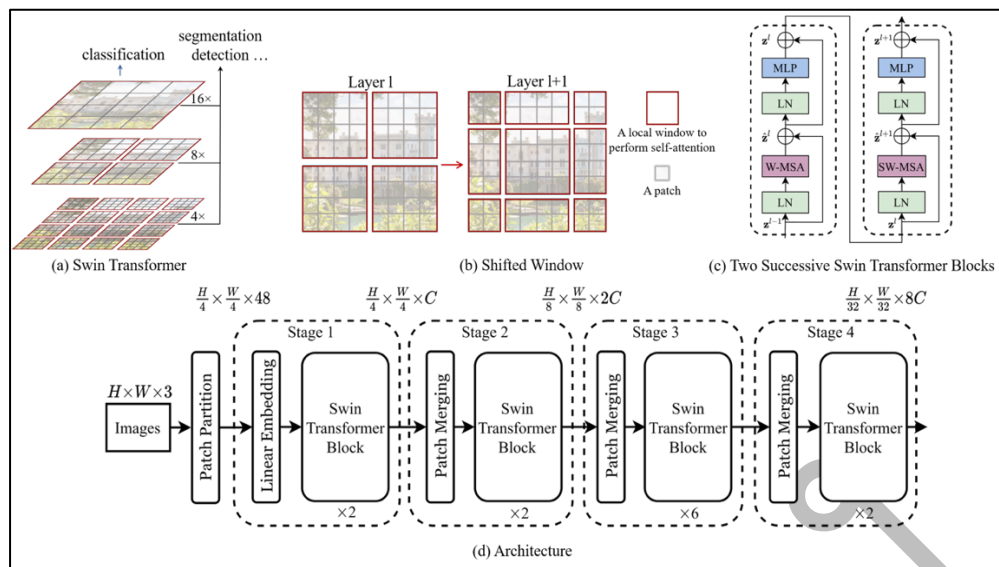 classification
segmentation
detection ...
16×
8×
4×
(a) Swin Transformer
Layer l
Layer l+1
A local window to
perform self-attention
A patch
(b) Shifted Window
z^l
MLP
LN
ẑ^l
W-MSA
LN
z^{l-1}
z^{l+1}
MLP
LN
ẑ^{l+1}
SW-MSA
LN
z^l
(c) Two Successive Swin Transformer Blocks
H/4 × W/4 × 48
H/4 × W/4 × C
H/8 × W/8 × 2C
H/32 × W/32 × 8C
H×W×3
Images
Patch Partition
Stage 1
Linear Embedding
Swin
Transformer
Block
×2
Stage 2
Patch Merging
Swin
Transformer
Block
×2
Stage 3
Patch Merging
Swin
Transformer
Block
×6
Stage 4
Patch Merging
Swin
Transformer
Block
×2
(d) Architecture